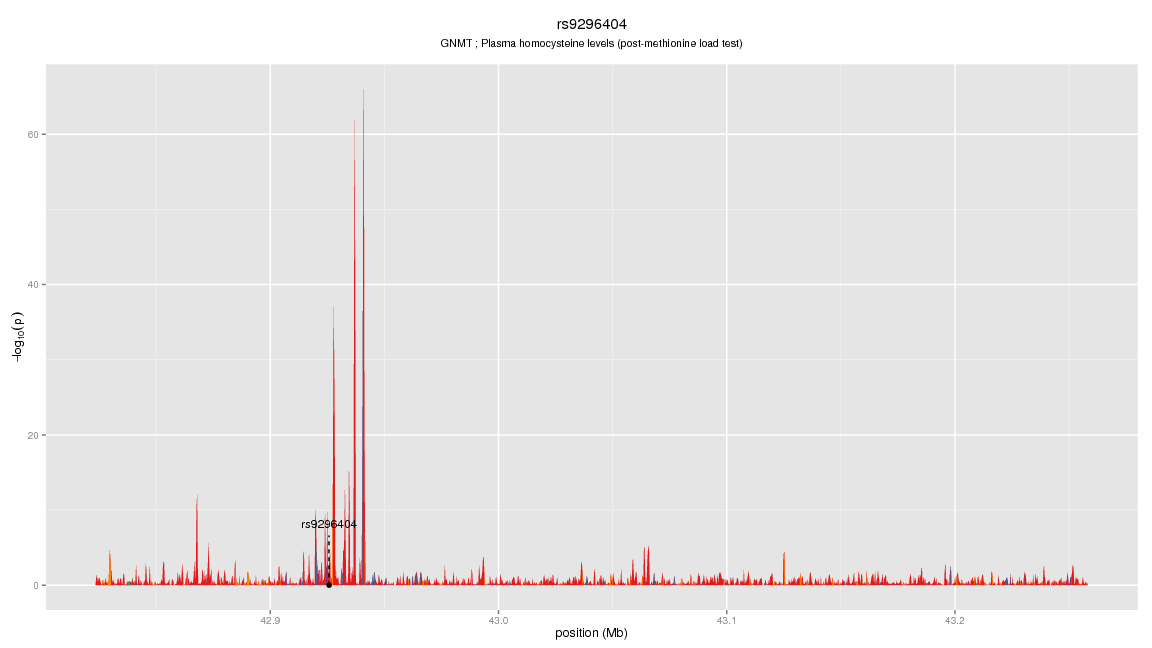 rs9296404
GNMT ; Plasma homocysteine levels (post-methionine load test)
−log10(p)
60
40
20
0
rs9296404
42.9
43.0
43.1
43.2
position (Mb)